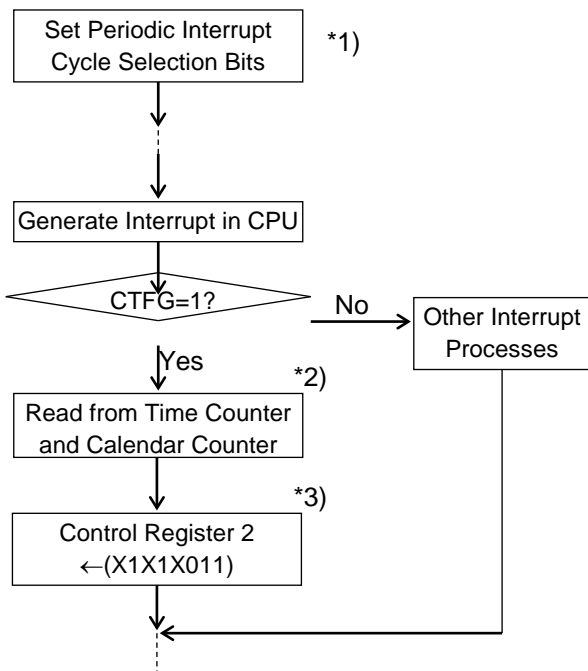 Set Periodic Interrupt
Cycle Selection Bits
*1)
Generate Interrupt in CPU
CTFG=1?
No
Other Interrupt
Processes
Yes
*2)
Read from Time Counter
and Calendar Counter
*3)
Control Register 2
←(X1X1X011)